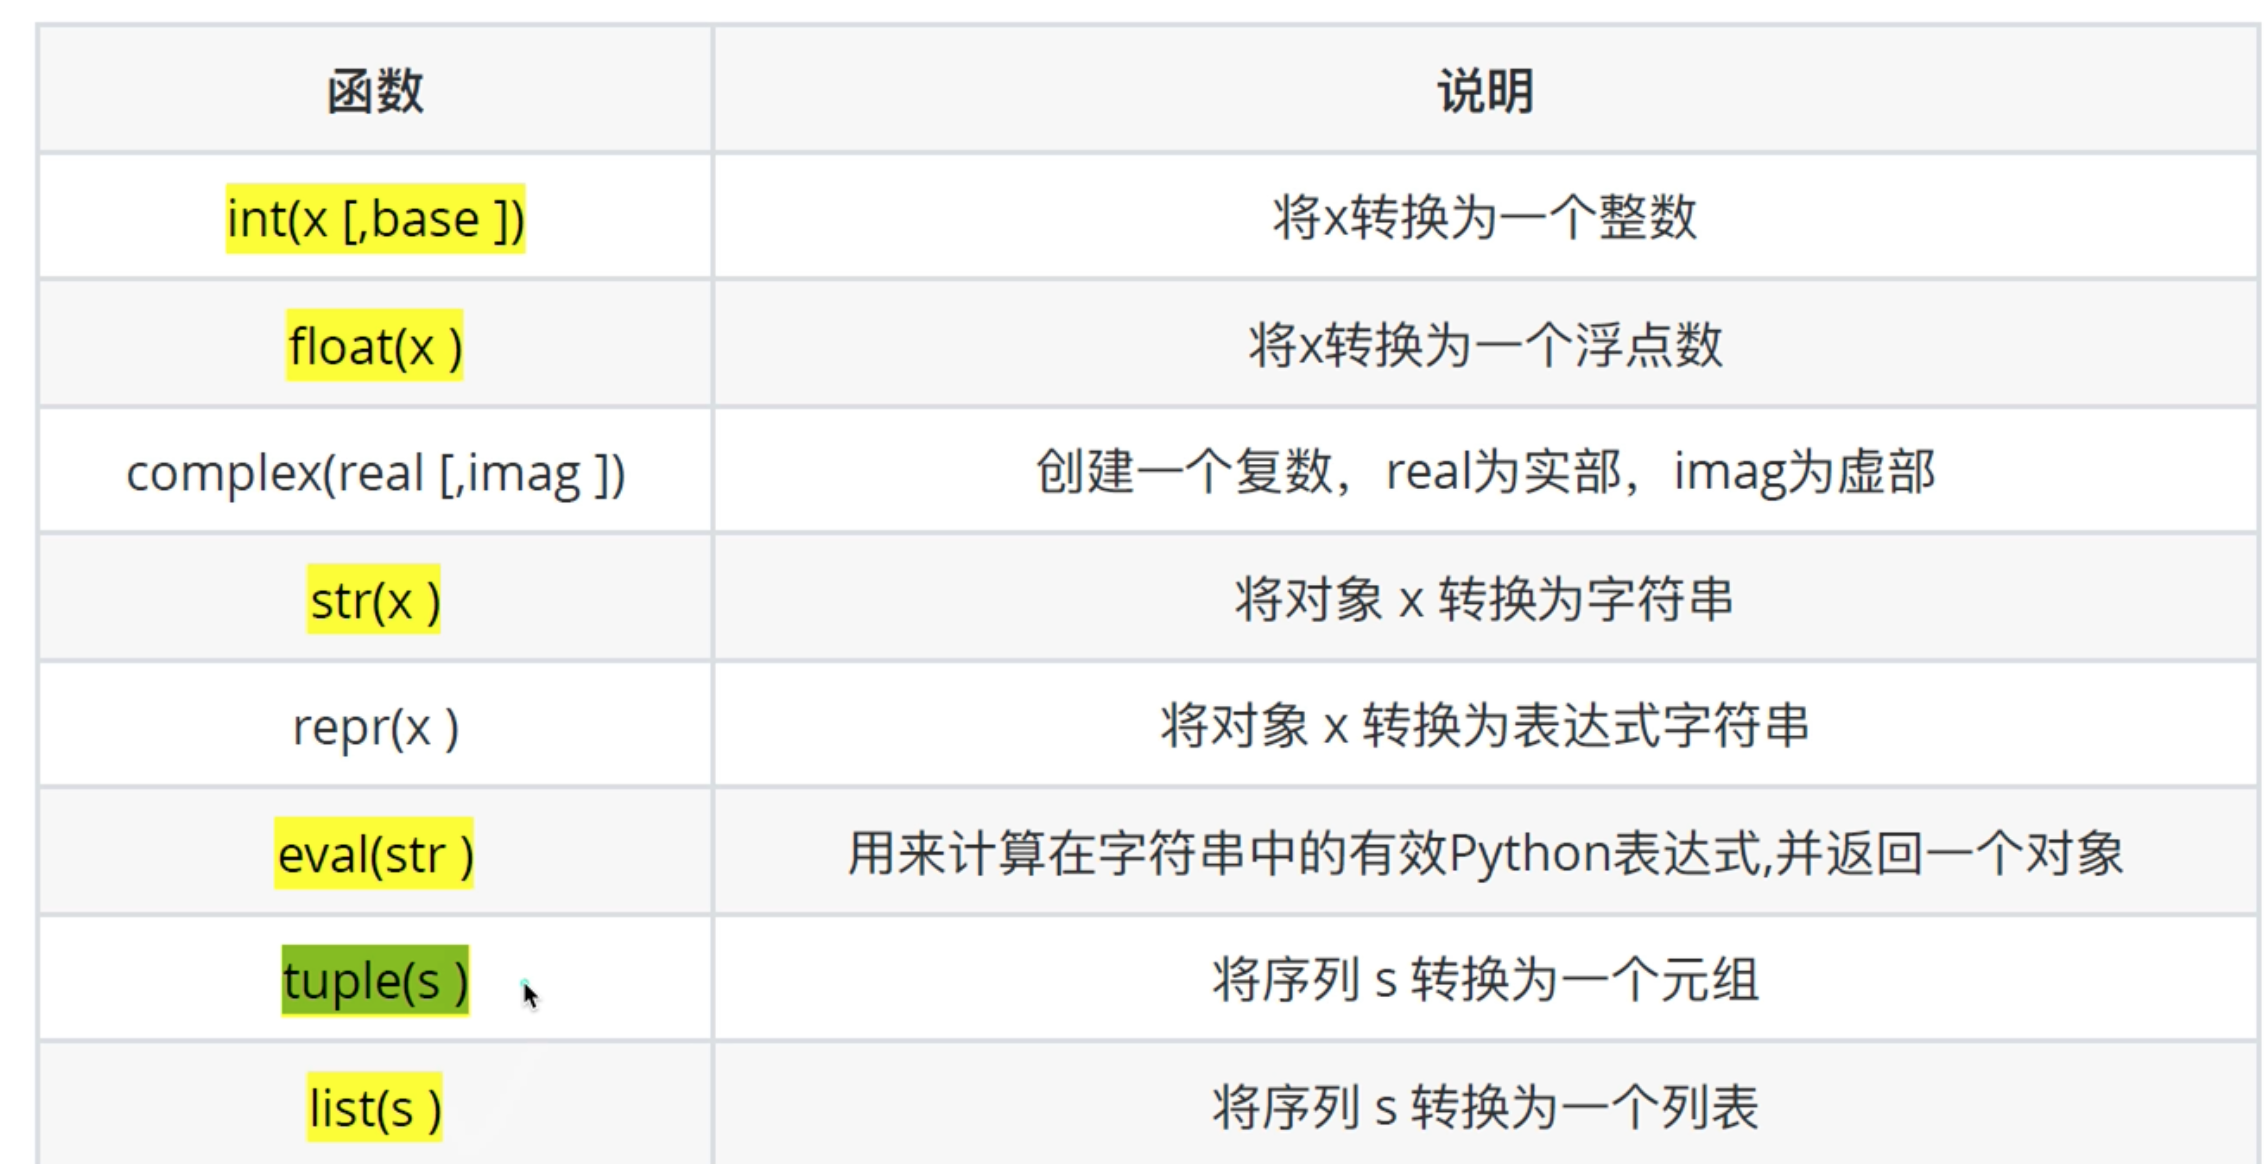 函数 说明
int(x [,base ]) 将x转换为一个整数
float(x ) 将x转换为一个浮点数
complex(real [,imag ]) 创建一个复数，real为实部，imag为虚部
str(x ) 将对象 x 转换为字符串
repr(x ) 将对象 x 转换为表达式字符串
eval(str ) 用来计算在字符串中的有效Python表达式,并返回一个对象
tuple(s ) 将序列 s 转换为一个元组
list(s ) 将序列 s 转换为一个列表